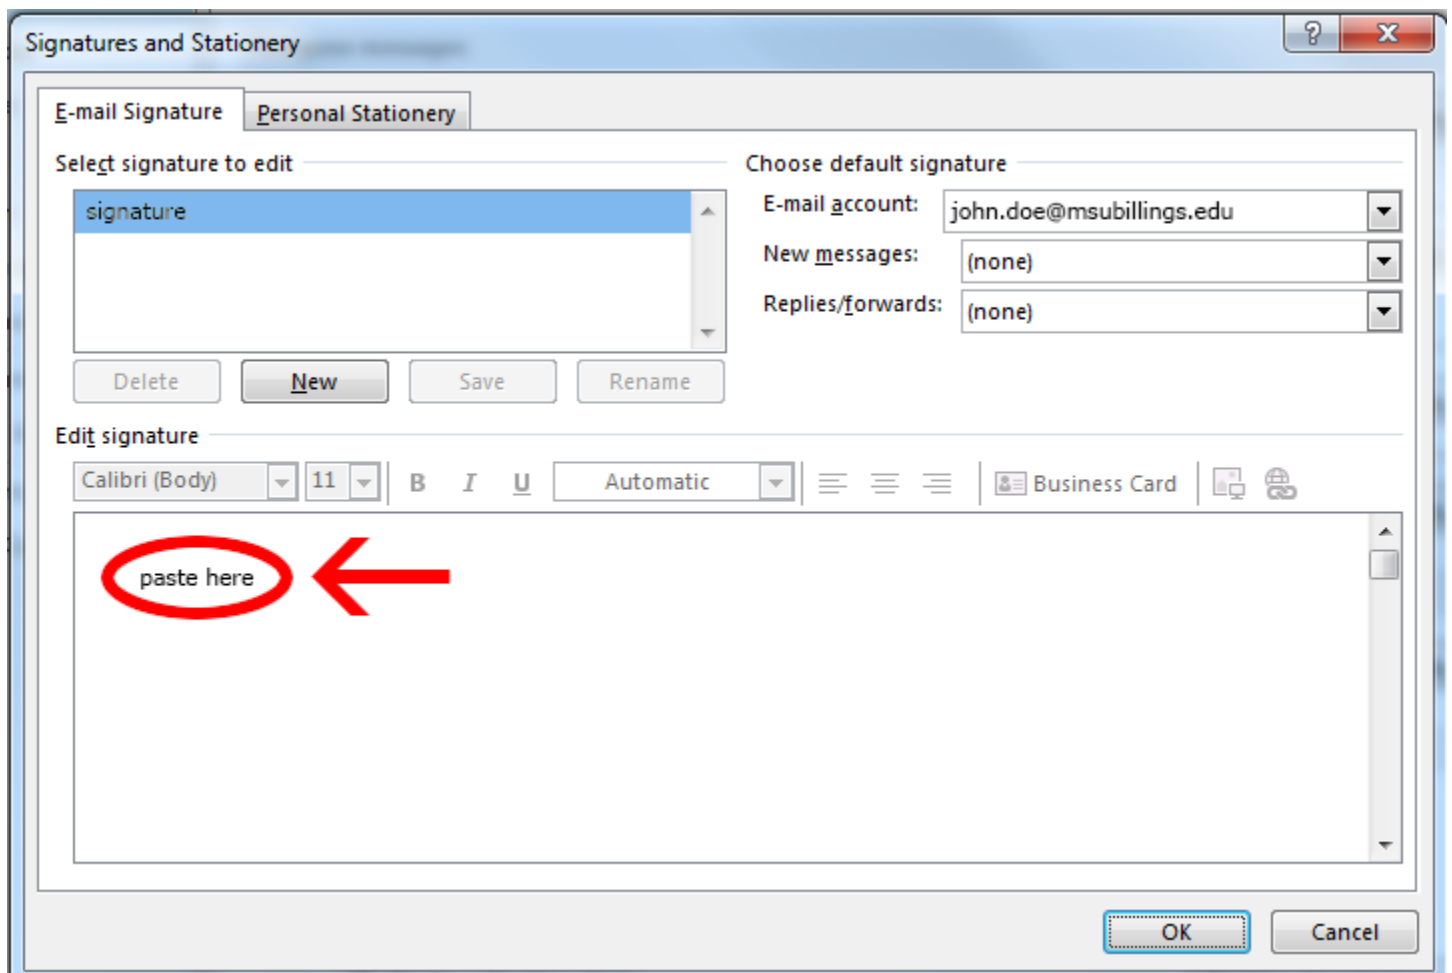 Signatures and Stationery
E-mail Signature
Personal Stationery
Select signature to edit
signature
Delete
New
Save
Rename
Choose default signature
E-mail account: john.doe@msubillings.edu
New messages: (none)
Replies/forwards: (none)
Edit signature
Calibri (Body) 11 B I U Automatic Business Card
paste here
OK
Cancel